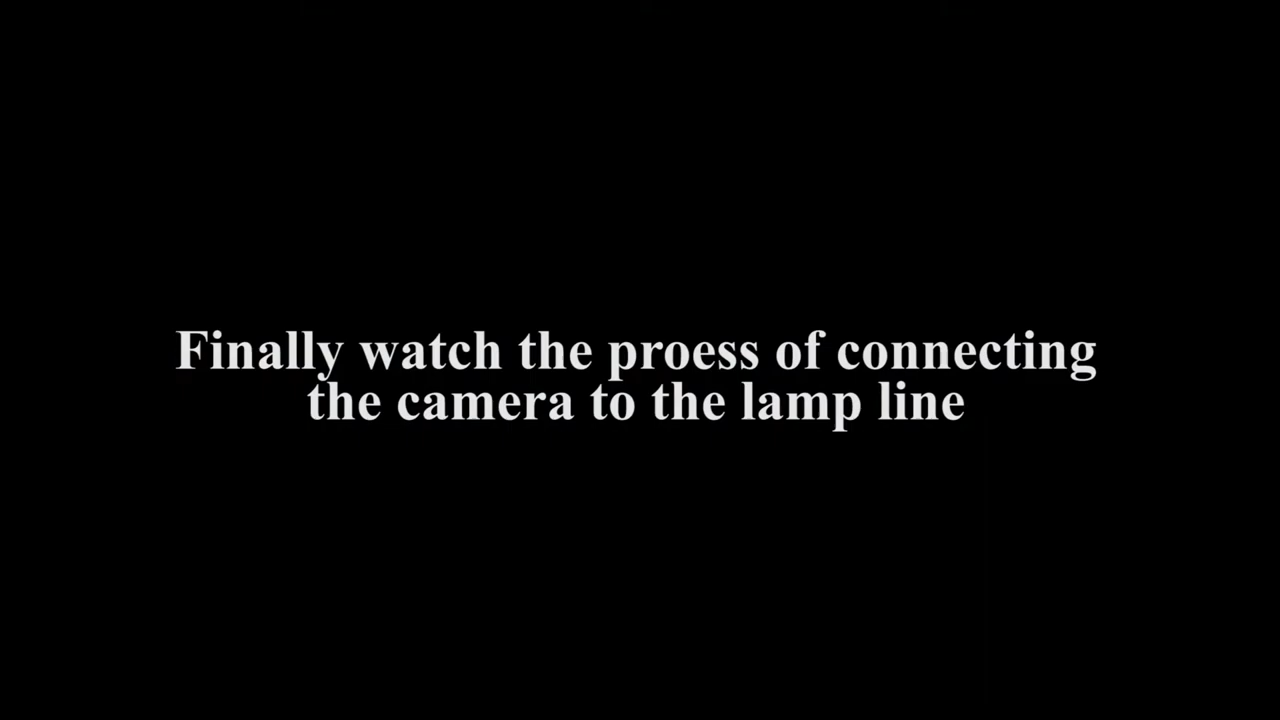 Finally watch the proess of connecting
the camera to the lamp line